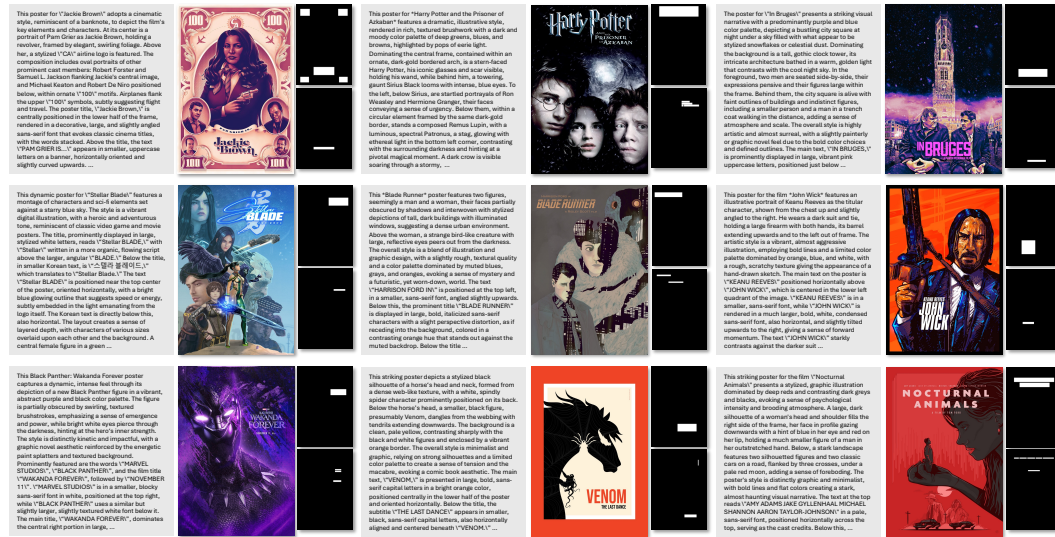 The poster for \"Jackie Brown\" adopts a cinematic
style, reminiscent of a banknote, to depict the film's
key elements and characters. At its center is a
portrait of Pam Grier as Jackie Brown, holding a
revolver, framed by elegant, swirling foliage. Above
her, a stylized \"CA\" airline logo is featured. The
composition includes oval portraits of other
prominent cast members: Robert Forster and
Samuel L. Jackson flanking Jackie's central image,
and Michael Keaton and Robert De Niro positioned
below, within ornate \"100\" motifs. Airplanes flank
the upper \"100\" symbols, subtly suggesting flight
and travel. The poster title, \"Jackie Brown,\" is
centrally positioned in the lower half of the frame,
rendered in a decorative, large, and slightly angled
sans-serif font that evokes classic cinema titles,
with the words stacked. Above the title, the text
\"PAM GRIER IS...\" appears in smaller, uppercase
letters on a banner, horizontally oriented and
slightly curved upwards. ...
100
100
Jackie
Brown
100
100
The poster for *Harry Potter and the Prisoner of
Azkaban* features a dramatic, illustrative style,
rendered in rich, textured brushwork with a dark and
moody color palette of deep greens, blues, and
browns, highlighted by pops of eerie light.
Dominating the central frame, contained within an
ornate, dark-gold bordered arch, is a stern-faced
Harry Potter, his iconic glasses and scar visible,
holding his wand, while behind him, a towering,
gaunt Sirius Black looms with intense, blue eyes. To
the left, below Sirius, are startled portrayals of Ron
Weasley and Hermione Granger, their faces
conveying a sense of urgency. Below them, within a
circular element framed by the same dark-gold
border, stands a composed Remus Lupin, with a
luminous, spectral Patronus, a stag, glowing with
ethereal light in the bottom left corner, contrasting
with the surrounding darkness and hinting at a
pivotal magical moment. A dark crow is visible
soaring through a stormy, ...
Harry Potter
AND THE
PRISONER OF
AZKABAN
The poster for \"In Bruges\" presents a striking visual
narrative with a predominantly purple and blue
color palette, depicting a bustling city square at
night under a sky filled with what appear to be
stylized snowflakes or celestial dust. Dominating
the background is a tall, gothic clock tower, its
intricate architecture bathed in a warm, golden light
that contrasts with the cool night sky. In the
foreground, two men are seated side-by-side, their
expressions pensive and their figures large within the
frame. Behind them, the city square is alive with
faint outlines of buildings and indistinct figures,
including a smaller person and a man in a trench
coat walking in the distance, adding a sense of
atmosphere and scale. The overall style is highly
artistic and almost surreal, with a slightly painterly
or graphic novel feel due to the bold color choices
and defined outlines. The main text, \"IN BRUGES,\"
is prominently displayed in large, vibrant pink
uppercase letters, positioned just below ...
IN
BRUGES
This dynamic poster for \"Stellar Blade\" features a
montage of characters and sci-fi elements set
against a starry blue sky. The style is a vibrant
digital illustration, with a heroic and adventurous
tone, reminiscent of classic video game and movie
posters. The title, prominently displayed in large,
stylized white letters, reads \"Stellar BLADE,\" with
\"Stellar\" written in a more organic, flowing script
above the larger, angular \"BLADE.\" Below the title,
in smaller Korean text, is \"스텔라 블레이드,\"
which translates to \"Stellar Blade.\" The text
\"Stellar BLADE\" is positioned near the top center
of the poster, oriented horizontally, with a bright
blue glowing outline that suggests speed or energy,
subtly embedded in the light emanating from the
logo itself. The Korean text is directly below this,
also horizontal. The layout creates a sense of
layered depth, with characters of various sizes
overlaid upon each other and the background. A
central female figure in a green ...
Stellar
BLADE
*Blade Runner* poster features two figures,
seemingly a man and a woman, their faces partially
obscured by shadows and interwoven with stylized
depictions of tall, dark buildings with illuminated
windows, suggesting a dense urban environment.
Above the woman, a strange bird-like creature with
large, reflective eyes peers out from the darkness.
The overall style is a blend of illustration and
graphic design, with a slightly rough, textural quality
and a color palette dominated by muted blues,
greys, and oranges, evoking a sense of mystery and
a futuristic, yet worn-down, world. The text
\"HARRISON FORD IN\" is positioned at the top left,
in a smaller, sans-serif font, angled slightly upwards.
Below this, the prominent title \"BLADE RUNNER\"
is displayed in large, bold, italicized sans-serif
characters with a slight perspective distortion, as if
receding into the background, colored in a
contrasting orange hue that stands out against the
muted backdrop. Below the title ...
BLADE RUNNER
The poster for the film *John Wick* features an
illustrative portrait of Keanu Reeves as the titular
character, shown from the chest up and slightly
angled to the right. He wears a dark suit and tie,
holding a large firearm with both hands, its barrel
extending upwards and to the left of frame. The
artistic style is a vibrant, almost aggressive
illustration, employing bold lines and a limited color
palette dominated by orange, blue, and white, with
a rough, scratchy texture giving the appearance of a
hand-drawn sketch. The main text on the poster is
\"KEANU REEVES\" positioned horizontally above
\"JOHN WICK\", which is centered in the lower left
quadrant of the image. \"KEANU REEVES\" is in a
smaller, sans-serif font, while \"JOHN WICK\" is
rendered in a much larger, bold, white, condensed
sans-serif font, also horizontal, and slightly tilted
upwards to the right, giving a sense of forward
momentum. The text \"JOHN WICK\" starkly
contrasts against the darker suit ...
KEANU REEVES
JOHN
WICK
This Black Panther: Wakanda Forever poster
captures a dynamic, intense feel through its
depiction of a new Black Panther figure in a vibrant,
abstract purple and black color palette. The figure
is partially obscured by swirling, textured
brushstrokes, emphasizing a sense of emergence
and power, while bright white eyes pierce through
the darkness, hinting at the hero's inner strength.
The style is distinctly kinetic and impactful, with a
graphic novel aesthetic reinforced by the energetic
paint splatters and textured background.
Prominently featured are the words \"MARVEL
STUDIOS\", \"BLACK PANTHER\", and the film title
\"WAKANDA FOREVER\", followed by \"NOVEMBER
11\". \"MARVEL STUDIOS\" is in a smaller, blocky
sans-serif font in white, positioned at the top right,
while \"BLACK PANTHER\" uses a similar but
slightly larger, slightly textured white font below it.
The main title, \"WAKANDA FOREVER\", dominates
the central right portion in large, ...
WAKANDA
FOREVER
This striking poster depicts a stylized black
silhouette of a horse's head and neck, formed from
a dense web-like texture, with a white, spindly
spider character prominently positioned on its back.
Below the horse's head, a smaller, black figure,
presumably Venom, dangles from the webbing with
tendrils extending downwards. The background is a
clean, pale yellow, contrasting sharply with the
black and white figures and enclosed by a vibrant
orange border. The overall style is minimalist and
graphic, relying on strong silhouettes and a limited
color palette to create a sense of tension and the
macabre, evoking a comic book aesthetic. The main
text, \"VENOM,\" is presented in large, bold, sans-
serif capital letters in a bright orange color,
positioned centrally in the lower half of the poster
and oriented horizontally. Below the title, the
subtitle \"THE LAST DANCE\" appears in smaller,
black, sans-serif capital letters, also horizontally
aligned and centered beneath \"VENOM.\" ...
VENOM
THE LAST DANCE
This striking poster for the film \"Nocturnal
Animals\" presents a stylized, graphic illustration
dominated by deep reds and contrasting dark greys
and blacks, evoking a sense of psychological
intensity and brooding atmosphere. A large, dark
silhouette of a woman's head and shoulder fills the
right side of the frame, her face in profile gazing
downwards with a hint of blue in her eye and red on
her lip, holding a much smaller figure of a man in
her outstretched hand. Below, a stark landscape
features two silhouetted figures and two classic
cars on a road, flanked by three crosses, under a
pale red moon, adding a sense of foreboding. The
poster's style is distinctly graphic and minimalist,
with bold lines and flat colors creating a stark,
almost haunting visual narrative. The text at the top
reads \"AMY ADAMS JAKE GYLLENHAAL MICHAEL
SHANNON AARON TAYLOR-JOHNSON\" in a pale,
sans-serif font, positioned horizontally across the
top, serving as the cast credits. Below this, ...
NOCTURNAL
ANIMALS